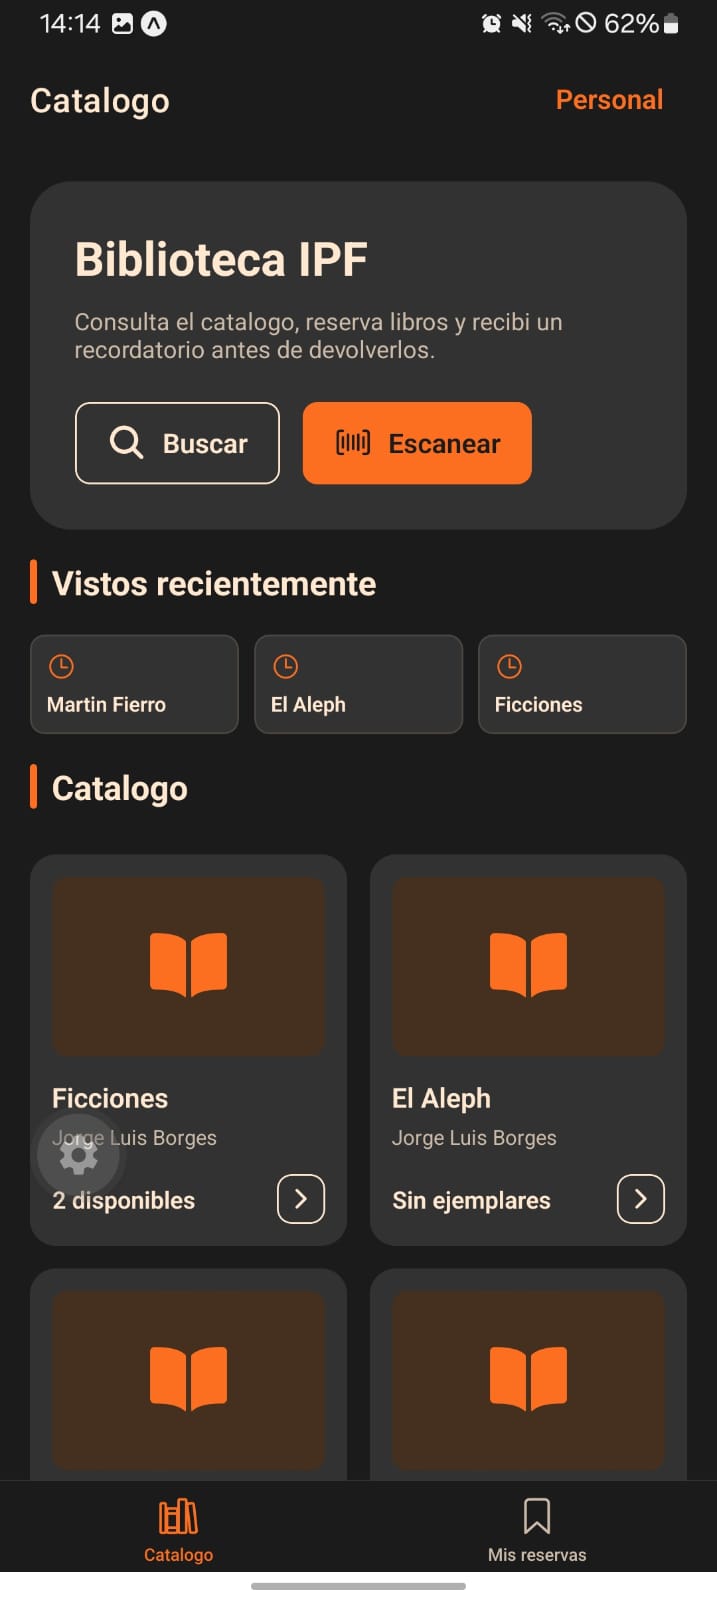 14:14
62%
Catalogo
Personal
Biblioteca IPF
Consulta el catalogo, reserva libros y recibi un
recordatorio antes de devolverlos.
Buscar
Escanear
Vistos recientemente
Martin Fierro
El Aleph
Ficciones
Catalogo
Ficciones
Jorge Luis Borges
2 disponibles
El Aleph
Jorge Luis Borges
Sin ejemplares
Catalogo
Mis reservas